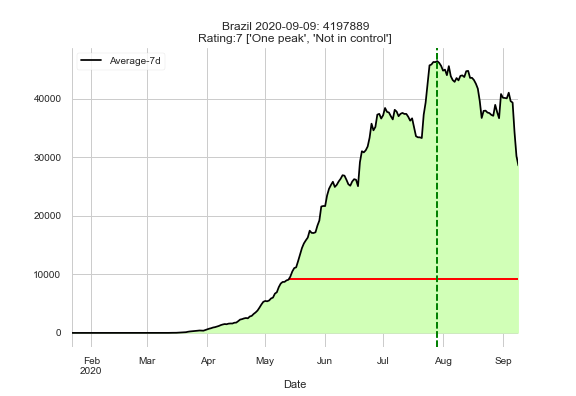 Brazil 2020-09-09: 4197889
Rating:7 ['One peak', 'Not in control']
Average-7d
40000
30000
20000
10000
0
Feb Mar Apr May Jun Jul Aug Sep
2020
Date